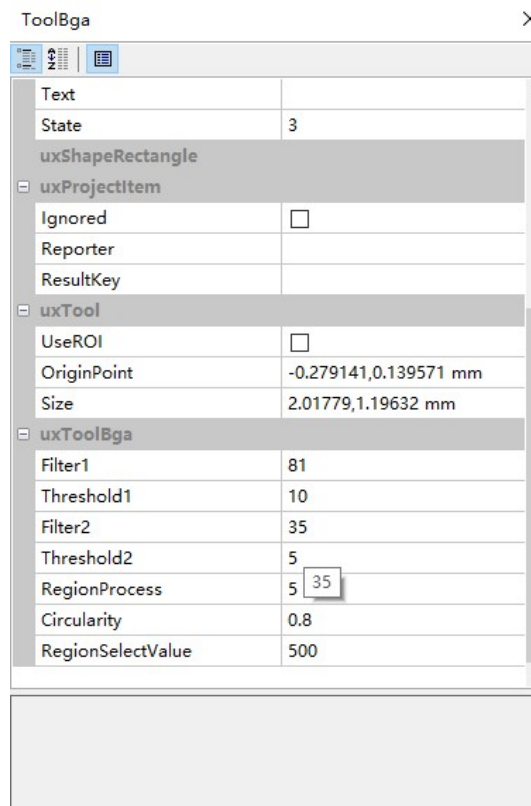 ToolBga
Text
State 3
uxShapeRectangle
uxProjectItem
Ignored
Reporter
ResultKey
uxTool
UseROI
OriginPoint -0.279141,0.139571 mm
Size 2.01779,1.19632 mm
uxToolBga
Filter1 81
Threshold1 10
Filter2 35
Threshold2 5
RegionProcess 5 35
Circularity 0.8
RegionSelectValue 500